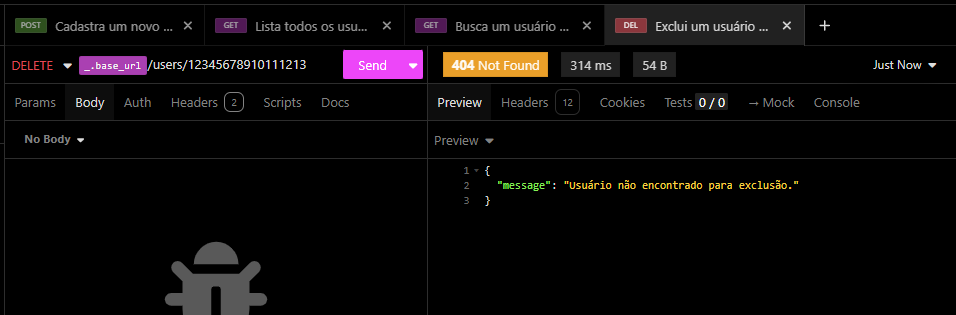 POST Cadastra um novo ... GET Lista todos os usu... GET Busca um usuário ... DEL Exclui um usuário ...
DELETE _.base_url /users/12345678910111213 Send 404 Not Found 314 ms 54 B Just Now
Params Body Auth Headers 2 Scripts Docs
Preview Headers 12 Cookies Tests 0 / 0 → Mock Console
No Body
Preview
1 {
2 "message": "Usuário não encontrado para exclusão."
3 }